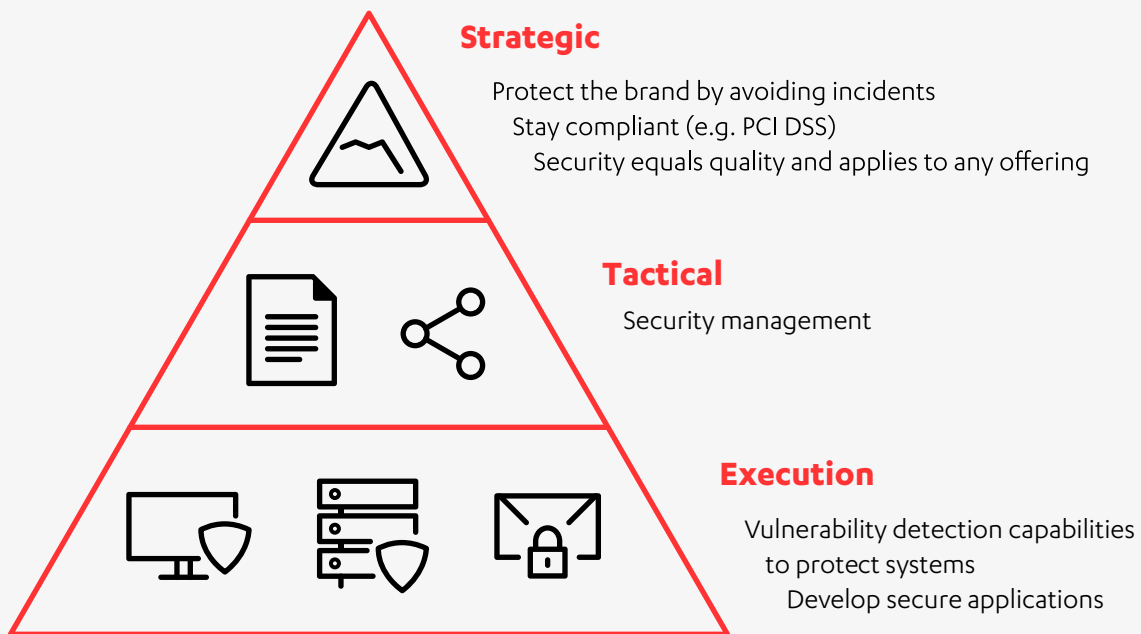 Strategic
Protect the brand by avoiding incidents
Stay compliant (e.g. PCI DSS)
Security equals quality and applies to any offering
Tactical
Security management
Execution
Vulnerability detection capabilities
to protect systems
Develop secure applications